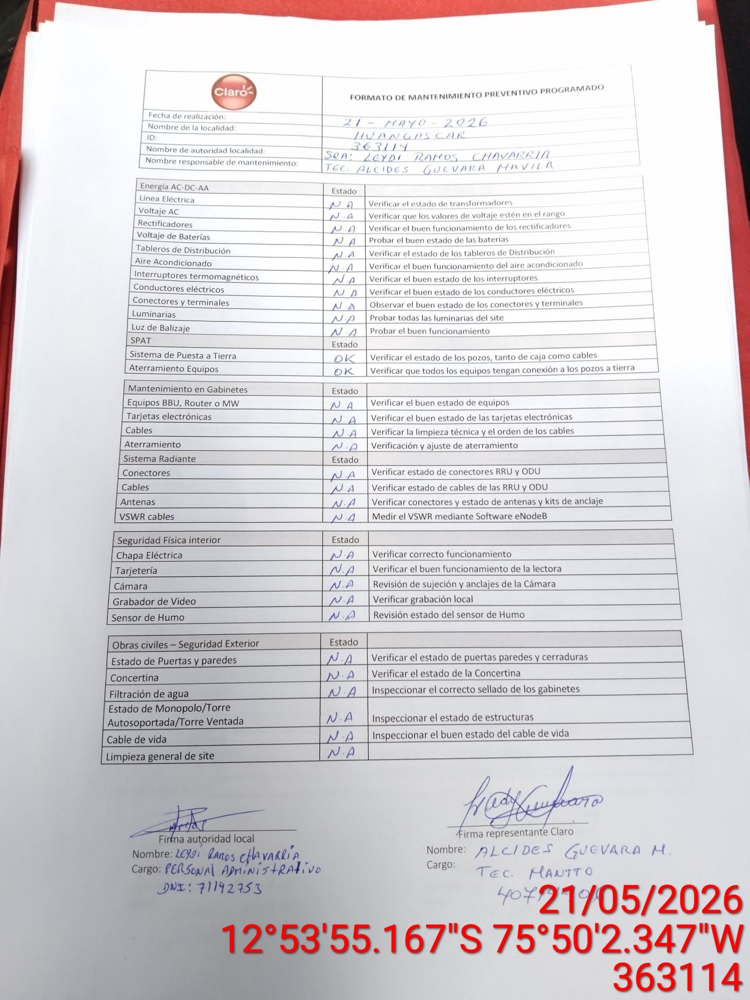 Claro
FORMATO DE MANTENIMIENTO PREVENTIVO PROGRAMADO
Fecha de realización: 21 - MAYO - 2026
Nombre de la localidad: HUANGASCAR
ID: 363114
Nombre de autoridad localidad: SRA: LEYDI RAMOS CHAVARRIA
Nombre responsable de mantenimiento: TEC. ALCIDES GUEVARA MAVILA
Energía AC-DC-AA Estado
Línea Eléctrica N.A Verificar el estado de transformadores
Voltaje AC N.A Verificar que los valores de voltaje estén en el rango
Rectificadores N.A Verificar el buen funcionamiento de los rectificadores
Voltaje de Baterías N.A Probar el buen estado de las baterías
Tableros de Distribución N.A Verificar el estado de los tableros de Distribución
Aire Acondicionado N.A Verificar el buen funcionamiento del aire acondicionado
Interruptores termomagnéticos N.A Verificar el buen estado de los interruptores
Conductores eléctricos N A Verificar el buen estado de los conductores eléctricos
Conectores y terminales N.A Observar el buen estado de los conectores y terminales
Luminarias N.A Probar todas las luminarias del site
Luz de Balizaje N.A Probar el buen funcionamiento
SPAT Estado
Sistema de Puesta a Tierra OK Verificar el estado de los pozos, tanto de caja como cables
Aterramiento Equipos OK Verificar que todos los equipos tengan conexión a los pozos a tierra
Mantenimiento en Gabinetes Estado
Equipos BBU, Router o MW N.A Verificar el buen estado de equipos
Tarjetas electrónicas N.A Verificar el buen estado de las tarjetas electrónicas
Cables N.A Verificar la limpieza técnica y el orden de los cables
Aterramiento N.A Verificación y ajuste de aterramiento
Sistema Radiante Estado
Conectores N.A Verificar estado de conectores RRU y ODU
Cables N.A Verificar estado de cables de las RRU y ODU
Antenas N.A Verificar conectores y estado de antenas y kits de anclaje
VSWR cables N.A Medir el VSWR mediante Software eNodeB
Seguridad Física interior Estado
Chapa Eléctrica N.A Verificar correcto funcionamiento
Tarjetería N.A Verificar el buen funcionamiento de la lectora
Cámara N.A Revisión de sujeción y anclajes de la Cámara
Grabador de Video N.A Verificar grabación local
Sensor de Humo N.A Revisión estado del sensor de Humo
Obras civiles – Seguridad Exterior Estado
Estado de Puertas y paredes N.A Verificar el estado de puertas paredes y cerraduras
Concertina N.A Verificar el estado de la Concertina
Filtración de agua N.A Inspeccionar el correcto sellado de los gabinetes
Estado de Monopolo/Torre
Autosoportada/Torre Ventada N.A Inspeccionar el estado de estructuras
Cable de vida N.A Inspeccionar el buen estado del cable de vida
Limpieza general de site N.A
Firma autoridad local
Nombre: LEYDI RAMOS CHAVARRIA
Cargo: PERSONAL ADMINISTRATIVO
DNI: 71142753
Firma representante Claro
Nombre: ALCIDES GUEVARA M.
Cargo: TEC. MANTTO
21/05/2026
12°53'55.167"S 75°50'2.347"W
363114